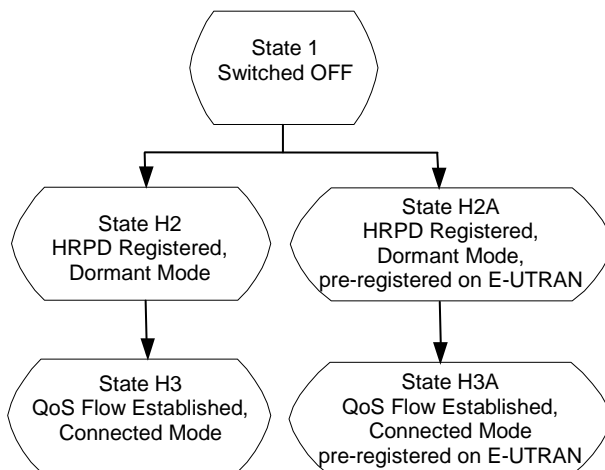 State 1
Switched OFF
State H2
HRPD Registered,
Dormant Mode
State H2A
HRPD Registered,
Dormant Mode,
pre-registered on E-UTRAN
State H3
QoS Flow Established,
Connected Mode
State H3A
QoS Flow Established,
Connected Mode
pre-registered on E-UTRAN